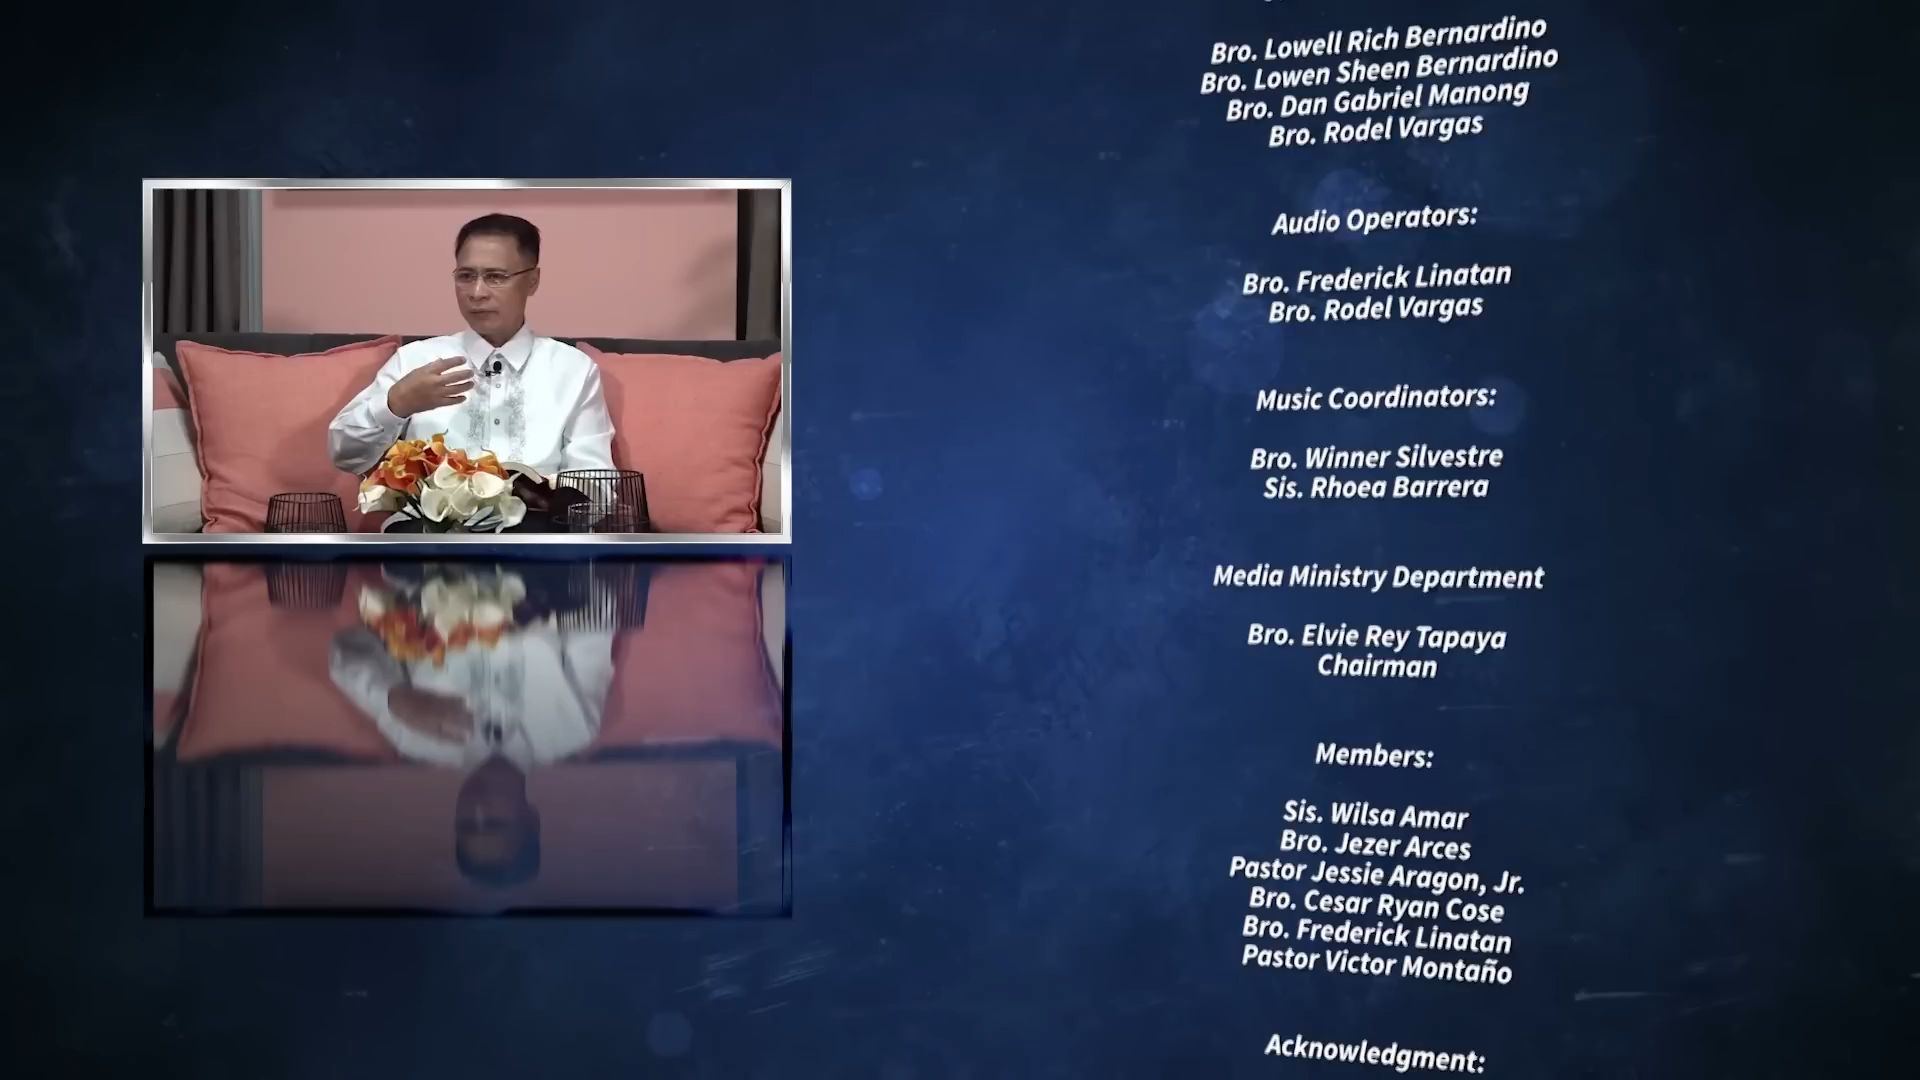 Bro. Lowell Rich Bernardino
Bro. Lowen Sheen Bernardino
Bro. Dan Gabriel Manong
Bro. Rodel Vargas
Audio Operators:
Bro. Frederick Linatan
Bro. Rodel Vargas
Music Coordinators:
Bro. Winner Silvestre
Sis. Rhoea Barrera
Media Ministry Department
Bro. Elvie Rey Tapaya
Chairman
Members:
Sis. Wilsa Amar
Bro. Jezer Arces
Pastor Jessie Aragon, Jr.
Bro. Cesar Ryan Cose
Bro. Frederick Linatan
Pastor Victor Montaño
Acknowledgment: